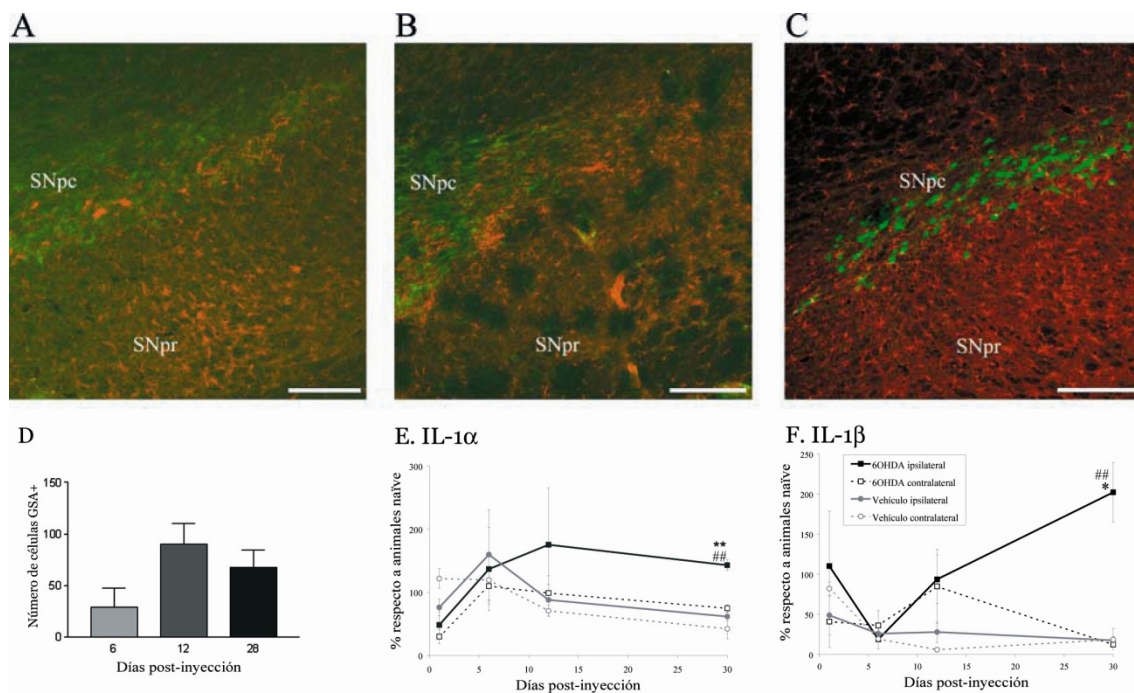 A
B
C
SNpc
SNpr
SNpc
SNpr
SNpc
SNpr
D
Número de células GSA+
150
100
50
0
6
12
28
Días post-inyección
E. IL-1α
% respecto a animales naïve
300
200
100
0
0
5
10
15
20
25
30
**
##
Días post-inyección
F. IL-1β
% respecto a animales naïve
250
200
150
100
50
0
0
5
10
15
20
25
30
6OHDA ipsilateral
6OHDA contralateral
Vehículo ipsilateral
Vehículo contralateral
##
*
Días post-inyección